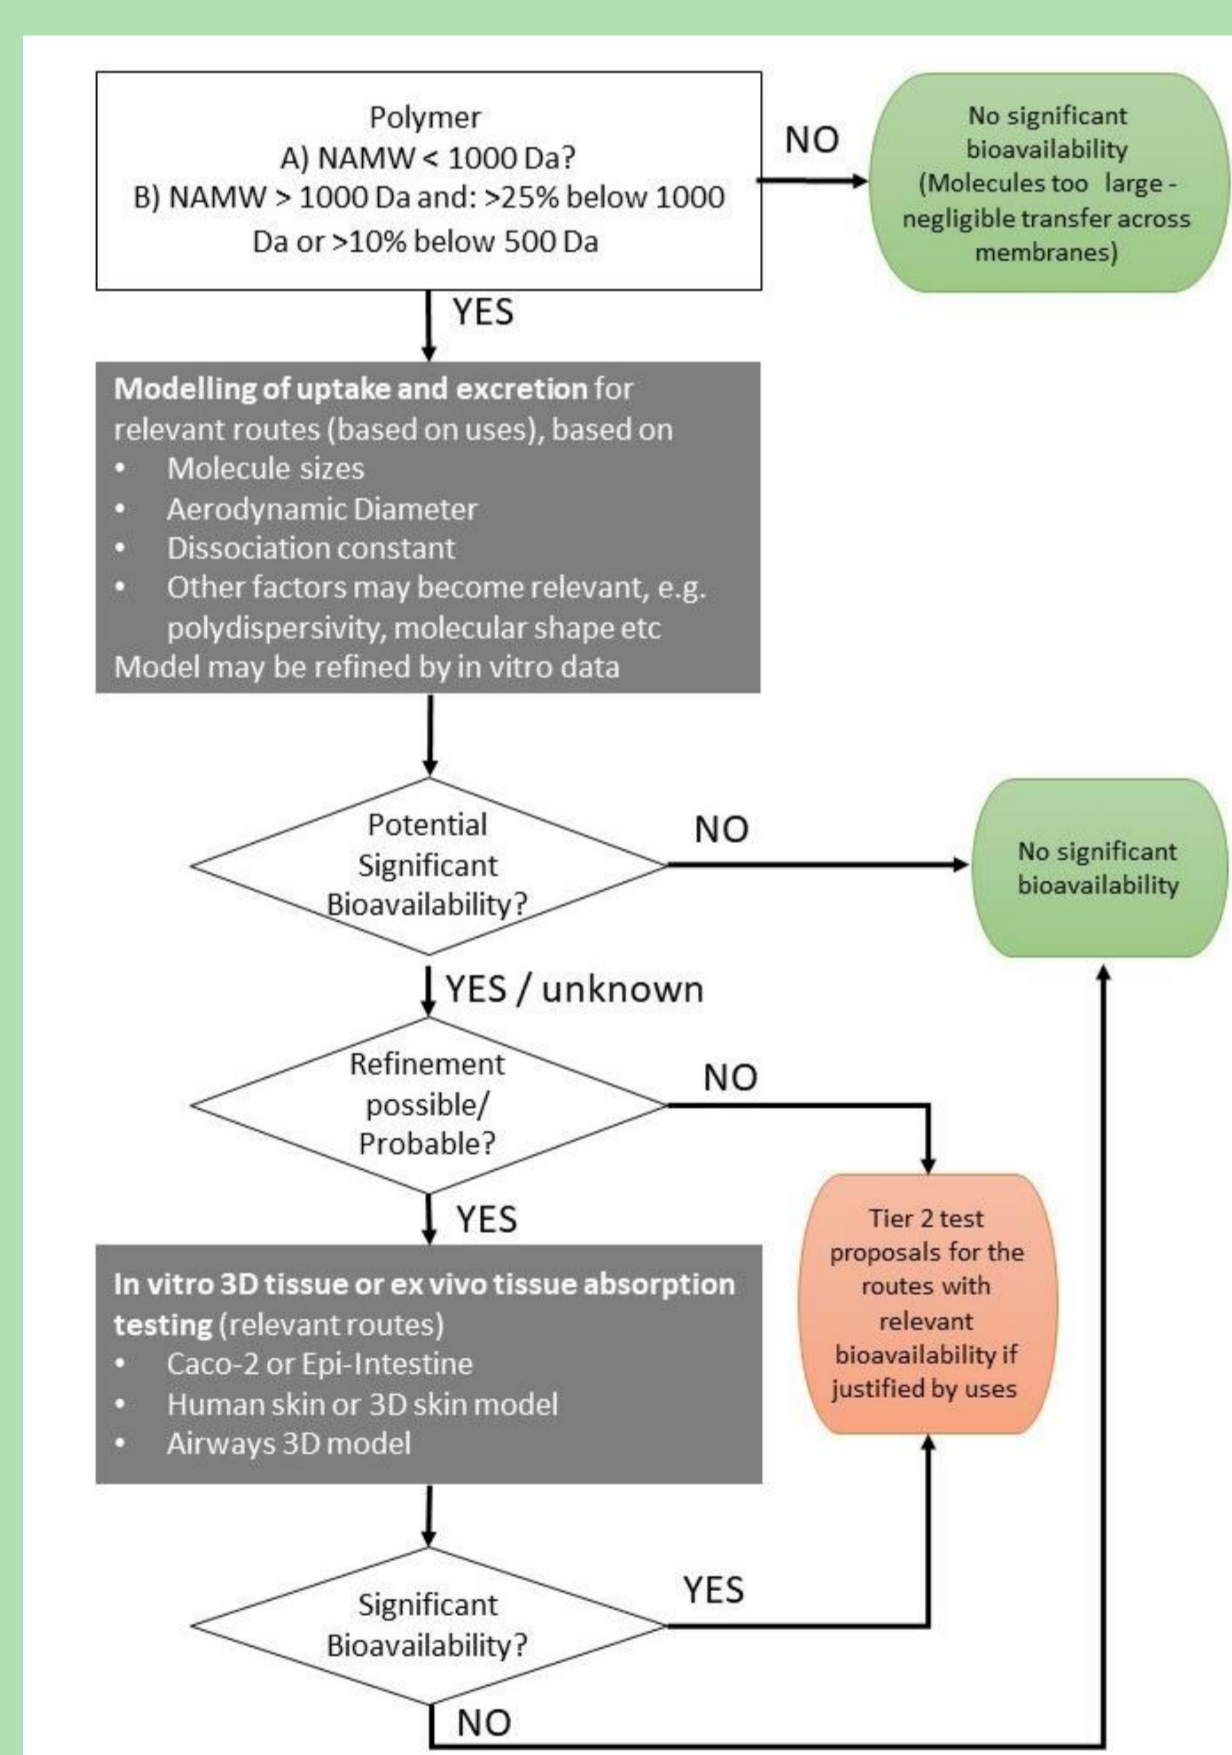 Polymer
A) NAMW < 1000 Da?
B) NAMW > 1000 Da and: >25% below 1000
Da or >10% below 500 Da
NO
No significant
bioavailability
(Molecules too large -
negligible transfer across
membranes)
YES
Modelling of uptake and excretion for
relevant routes (based on uses), based on
• Molecule sizes
• Aerodynamic Diameter
• Dissociation constant
• Other factors may become relevant, e.g.
polydispersivity, molecular shape etc
Model may be refined by in vitro data
Potential
Significant
Bioavailability?
NO
No significant
bioavailability
YES / unknown
Refinement
possible/
Probable?
NO
Tier 2 test
proposals for the
routes with
relevant
bioavailability if
justified by uses
YES
In vitro 3D tissue or ex vivo tissue absorption
testing (relevant routes)
• Caco-2 or Epi-Intestine
• Human skin or 3D skin model
• Airways 3D model
Significant
Bioavailability?
YES
NO